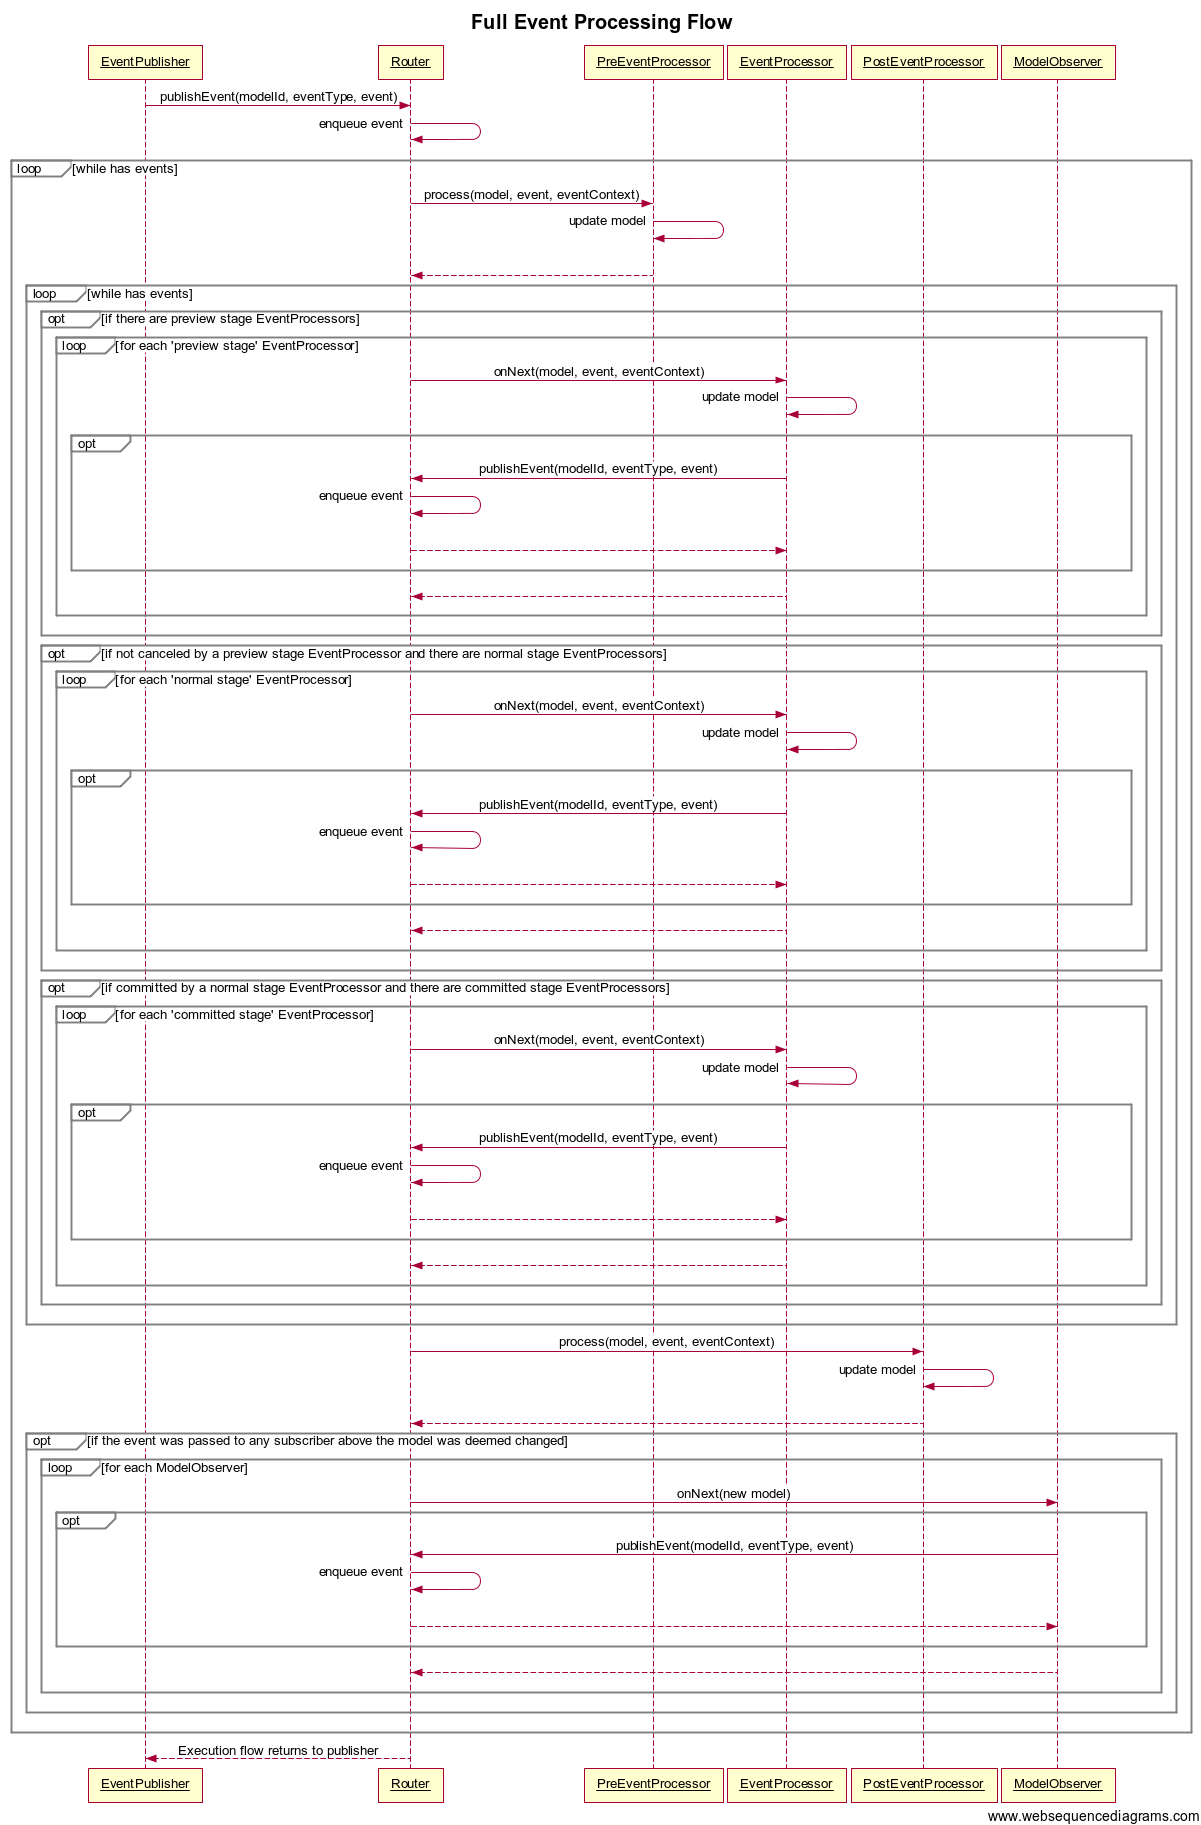 Full Event Processing Flow
EventPublisher Router PreEventProcessor EventProcessor PostEventProcessor ModelObserver
publishEvent(modelId, eventType, event)
enqueue event
loop [while has events]
process(model, event, eventContext)
update model
loop [while has events]
opt [if there are preview stage EventProcessors]
loop [for each 'preview stage' EventProcessor]
onNext(model, event, eventContext)
update model
opt
publishEvent(modelId, eventType, event)
enqueue event
opt [if not canceled by a preview stage EventProcessor and there are normal stage EventProcessors]
loop [for each 'normal stage' EventProcessor]
onNext(model, event, eventContext)
update model
opt
publishEvent(modelId, eventType, event)
enqueue event
opt [if committed by a normal stage EventProcessor and there are committed stage EventProcessors]
loop [for each 'committed stage' EventProcessor]
onNext(model, event, eventContext)
update model
opt
publishEvent(modelId, eventType, event)
enqueue event
process(model, event, eventContext)
update model
opt [if the event was passed to any subscriber above the model was deemed changed]
loop [for each ModelObserver]
onNext(new model)
opt
publishEvent(modelId, eventType, event)
enqueue event
Execution flow returns to publisher
EventPublisher Router PreEventProcessor EventProcessor PostEventProcessor ModelObserver
www.websequencediagrams.com